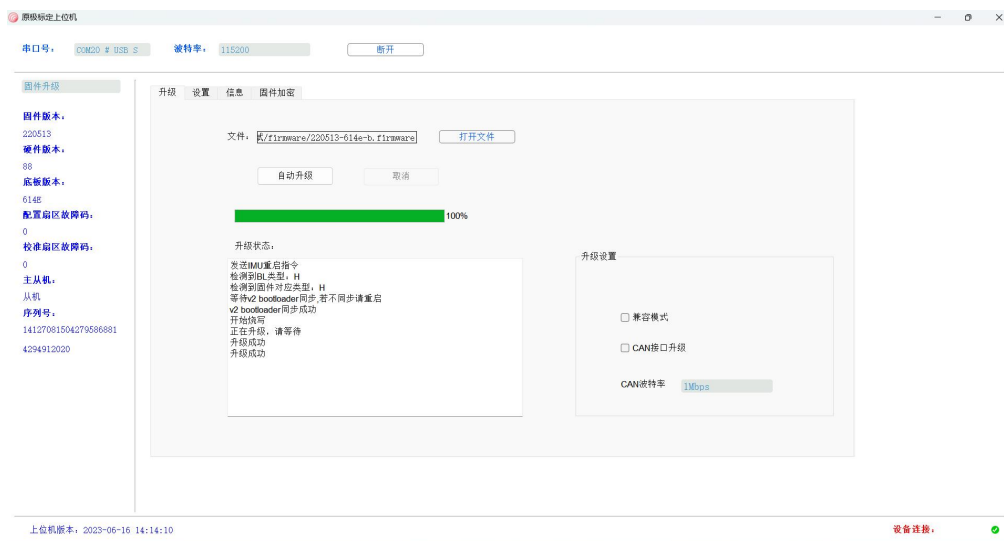 原极标定上位机
串口号： COM20 # USB S 波特率： 115200 断开
固件升级
固件版本：
220513
硬件版本：
88
底板版本：
614E
配置扇区故障码：
0
校准扇区故障码：
0
主从机：
从机
序列号：
14127081504279586881
4294912020
升级 设置 信息 固件加密
文件： /firmware/220513-614e-b.firmware 打开文件
自动升级 取消
100%
升级状态：
发送IMU重启指令
检测到BL类型：H
检测到固件对应类型：H
等待v2 bootloader同步,若不同步请重启
v2 bootloader同步成功
开始烧写
正在升级，请等待
升级成功
升级成功
升级设置
兼容模式
CAN接口升级
CAN波特率 1Mbps
上位机版本：2023-06-16 14:14:10 设备连接：